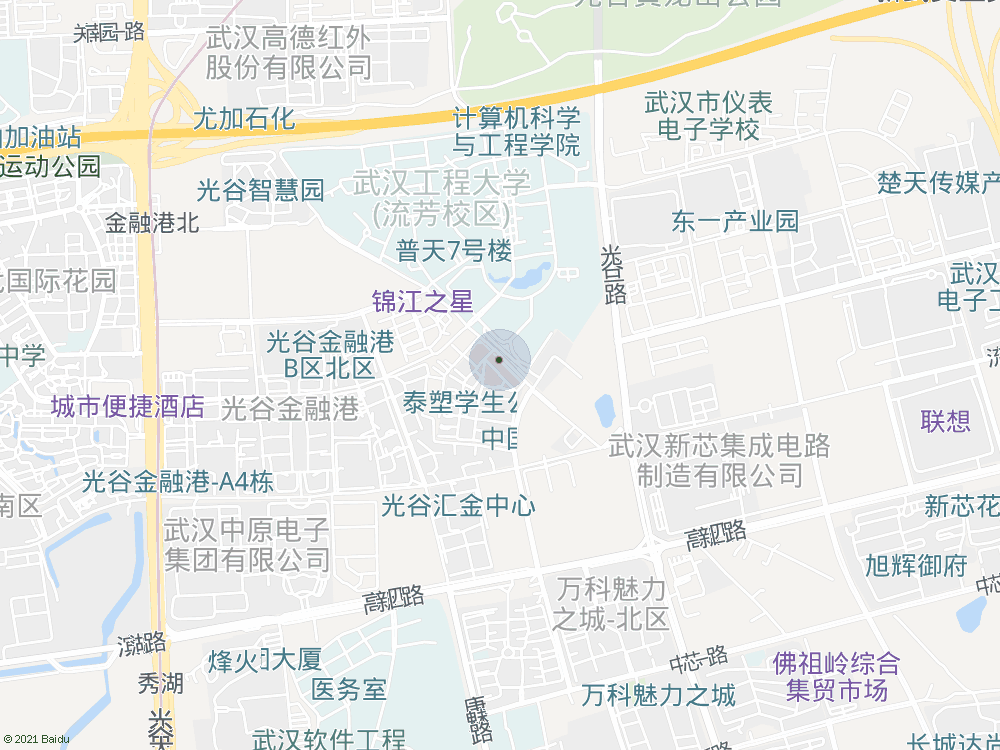 关南园一路
武汉高德红外
股份有限公司
尤加石化
加油站
运动公园
计算机科学
与工程学院
武汉市仪表
电子学校
光谷智慧园
武汉工程大学
(流芳校区)
楚天传媒产
金融港北
东一产业园
普天7号楼
国际花园
光谷三路
武汉
电子工
锦江之星
光谷金融港
B区北区
中学
城市便捷酒店
光谷金融港
泰塑学生公
中国
联想
武汉新芯集成电路
制造有限公司
光谷金融港-A4栋
南区
光谷汇金中心
新芯花
武汉中原电子
集团有限公司
高新四路
旭辉御府
万科魅力
之城-北区
高新四路
烽火
大厦
秀湖
医务室
中芯一路
佛祖岭综合
集贸市场
万科魅力之城
武汉软件工程
© 2021 Baidu